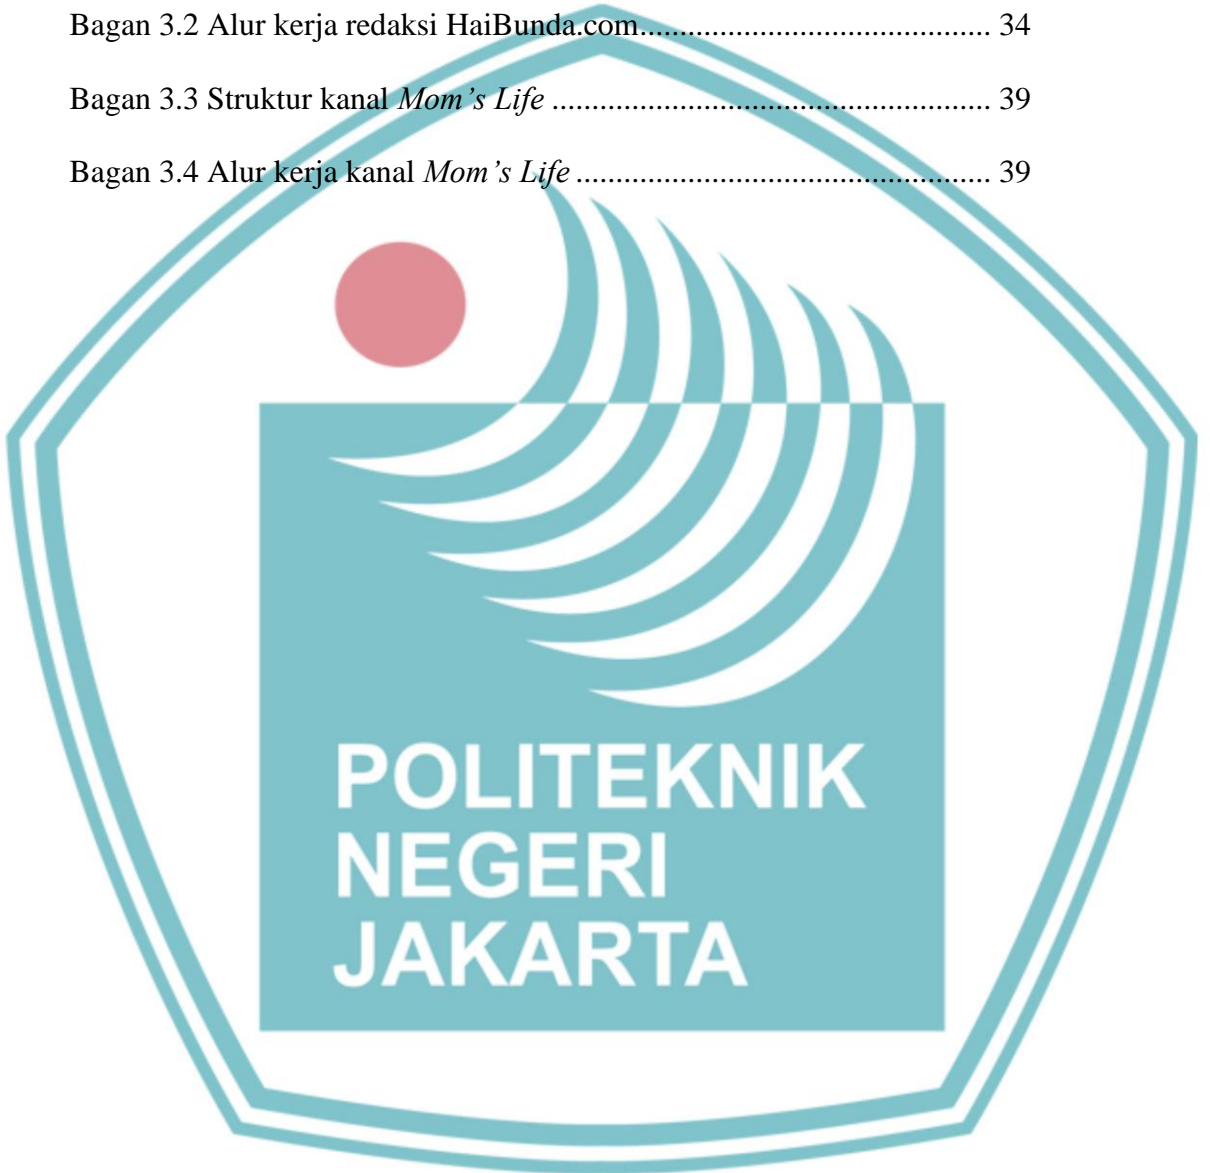 Bagan 3.2 Alur kerja redaksi HaiBunda.com............................................ 34
Bagan 3.3 Struktur kanal Mom’s Life ....................................................... 39
Bagan 3.4 Alur kerja kanal Mom’s Life .................................................... 39
POLITEKNIK
NEGERI
JAKARTA